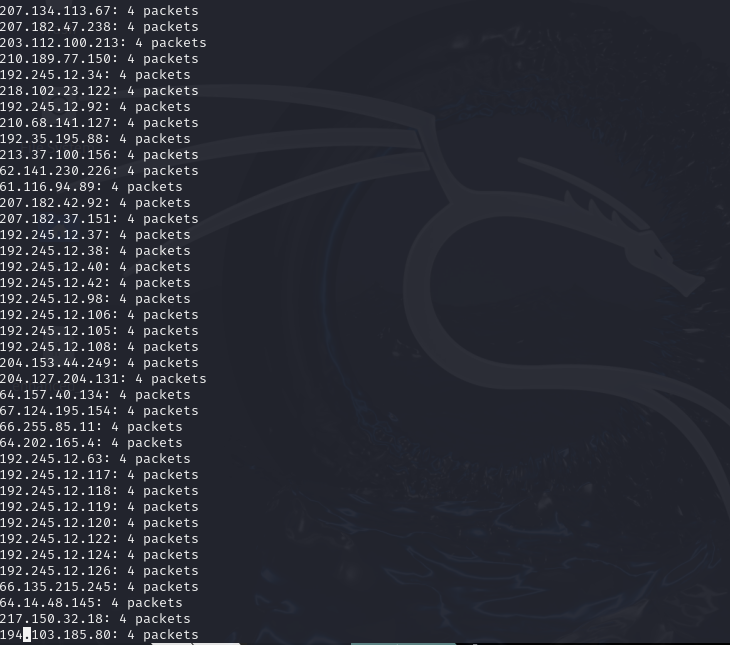 207.134.113.67: 4 packets
207.182.47.238: 4 packets
203.112.100.213: 4 packets
210.189.77.150: 4 packets
192.245.12.34: 4 packets
218.102.23.122: 4 packets
192.245.12.92: 4 packets
210.68.141.127: 4 packets
192.35.195.88: 4 packets
213.37.100.156: 4 packets
62.141.230.226: 4 packets
61.116.94.89: 4 packets
207.182.42.92: 4 packets
207.182.37.151: 4 packets
192.245.12.37: 4 packets
192.245.12.38: 4 packets
192.245.12.40: 4 packets
192.245.12.42: 4 packets
192.245.12.98: 4 packets
192.245.12.106: 4 packets
192.245.12.105: 4 packets
192.245.12.108: 4 packets
204.153.44.249: 4 packets
204.127.204.131: 4 packets
64.157.40.134: 4 packets
67.124.195.154: 4 packets
66.255.85.11: 4 packets
64.202.165.4: 4 packets
192.245.12.63: 4 packets
192.245.12.117: 4 packets
192.245.12.118: 4 packets
192.245.12.119: 4 packets
192.245.12.120: 4 packets
192.245.12.122: 4 packets
192.245.12.124: 4 packets
192.245.12.126: 4 packets
66.135.215.245: 4 packets
64.14.48.145: 4 packets
217.150.32.18: 4 packets
194.103.185.80: 4 packets